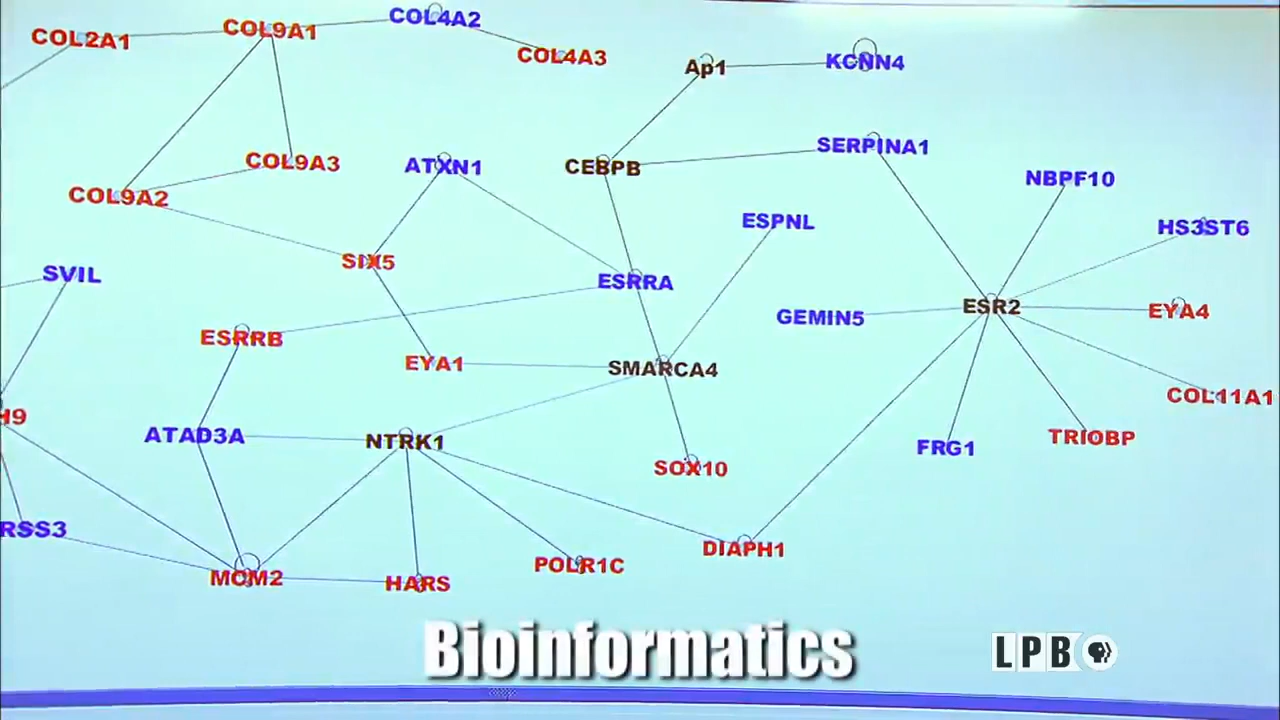 COL4A2
COL2A1
COL9A1
COL4A3
Ap1
KCNN4
SERPINA1
COL9A3
ATXN1
CEBPB
NBPF10
COL9A2
ESPNL
HS3ST6
SIX5
SVIL
ESRRA
ESR2
EYA4
GEMIN5
ESRRB
EYA1
SMARCA4
COL11A1
H9
ATAD3A
NTRK1
TRIOBP
FRG1
SOX10
RSS3
DIAPH1
POLR1C
MCM2
HARS
Bioinformatics
LPB